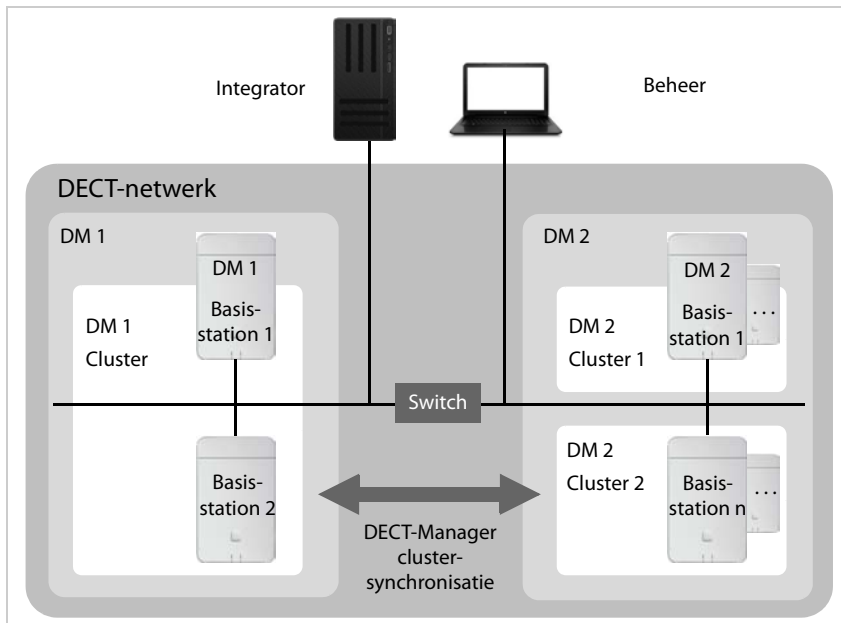 Integrator
Beheer
DECT-netwerk
DM 1
DM 1
Basis-
station 1
DM 1
Cluster
Basis-
station 2
Switch
DECT-Manager
cluster-
synchronisatie
DM 2
DM 2
Basis-
station 1
...
DM 2
Cluster 1
DM 2
Cluster 2
Basis-
station n
...